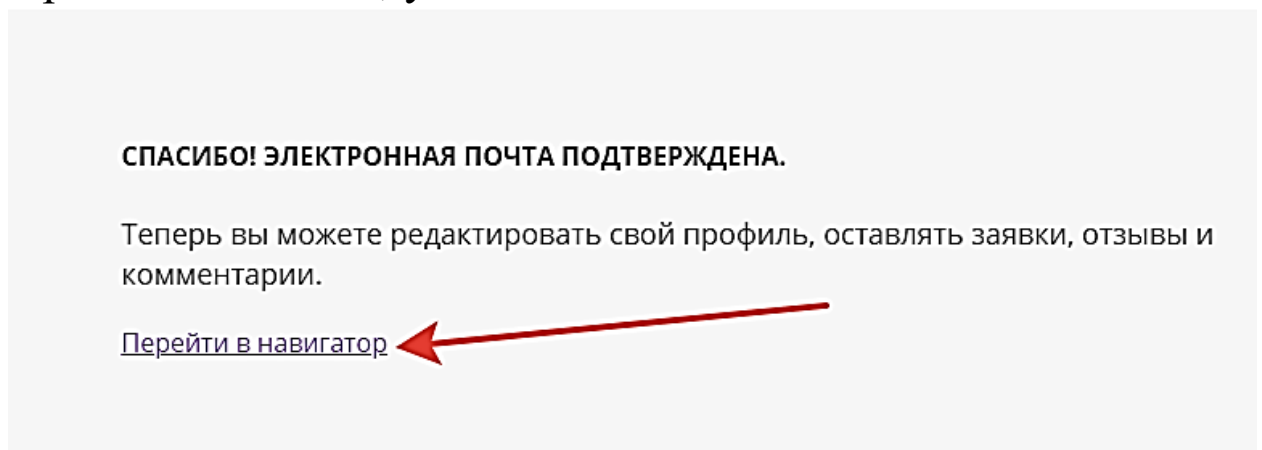 СПАСИБО! ЭЛЕКТРОННАЯ ПОЧТА ПОДТВЕРЖДЕНА.
Теперь вы можете редактировать свой профиль, оставлять заявки, отзывы и
комментарии.
Перейти в навигатор